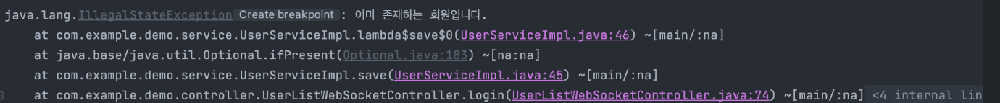 java.lang.IllegalStateException Create breakpoint : 이미 존재하는 회원입니다.
at com.example.demo.service.UserServiceImpl.lambda$save$0(UserServiceImpl.java:46) ~[main/:na]
at java.base/java.util.Optional.ifPresent(Optional.java:183) ~[na:na]
at com.example.demo.service.UserServiceImpl.save(UserServiceImpl.java:45) ~[main/:na]
at com.example.demo.controller.UserListWebSocketController.login(UserListWebSocketController.java:74) ~[main/:na] <4 internal lin